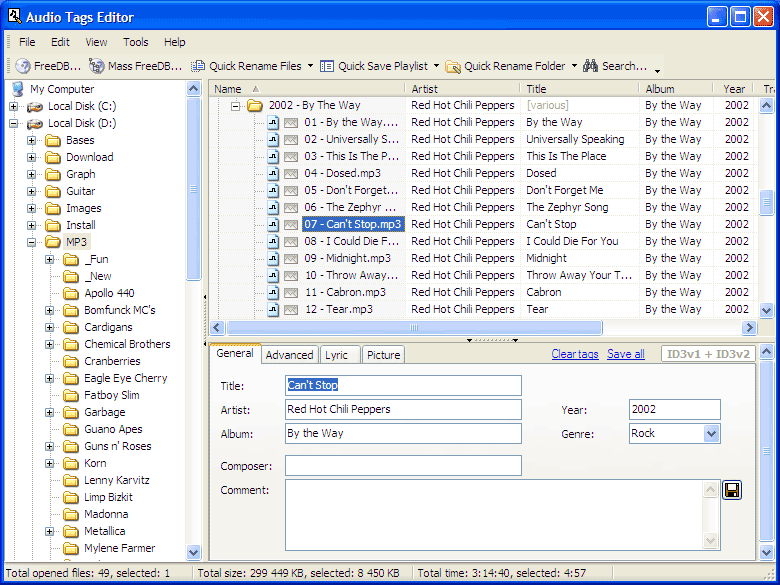 Audio Tags Editor
File Edit View Tools Help
FreeDB... Mass FreeDB... Quick Rename Files Quick Save Playlist Quick Rename Folder Search...
My Computer
Local Disk (C:)
Local Disk (D:)
Bases
Download
Graph
Guitar
Images
Install
MP3
_Fun
_New
Apollo 440
Bomfunck MC's
Cardigans
Chemical Brothers
Cranberries
Eagle Eye Cherry
Fatboy Slim
Garbage
Guano Apes
Guns n' Roses
Korn
Lenny Karvitz
Limp Bizkit
Madonna
Metallica
Mylene Farmer
Name Artist Title Album Year Tra
2002 - By The Way Red Hot Chili Peppers [various] By the Way 2002
01 - By the Way.... Red Hot Chili Peppers By the Way By the Way 2002
02 - Universally S... Red Hot Chili Peppers Universally Speaking By the Way 2002
03 - This Is The P... Red Hot Chili Peppers This Is The Place By the Way 2002
04 - Dosed.mp3 Red Hot Chili Peppers Dosed By the Way 2002
05 - Don't Forget... Red Hot Chili Peppers Don't Forget Me By the Way 2002
06 - The Zephyr ... Red Hot Chili Peppers The Zephyr Song By the Way 2002
07 - Can't Stop.mp3 Red Hot Chili Peppers Can't Stop By the Way 2002
08 - I Could Die F... Red Hot Chili Peppers I Could Die For You By the Way 2002
09 - Midnight.mp3 Red Hot Chili Peppers Midnight By the Way 2002
10 - Throw Away... Red Hot Chili Peppers Throw Away Your T... By the Way 2002
11 - Cabron.mp3 Red Hot Chili Peppers Cabron By the Way 2002
12 - Tear.mp3 Red Hot Chili Peppers Tear By the Way 2002
General Advanced Lyric Picture Clear tags Save all ID3v1 + ID3v2
Title: Can't Stop
Artist: Red Hot Chili Peppers Year: 2002
Album: By the Way Genre: Rock
Composer:
Comment:
Total opened files: 49, selected: 1 Total size: 299 449 KB, selected: 8 450 KB Total time: 3:14:40, selected: 4:57